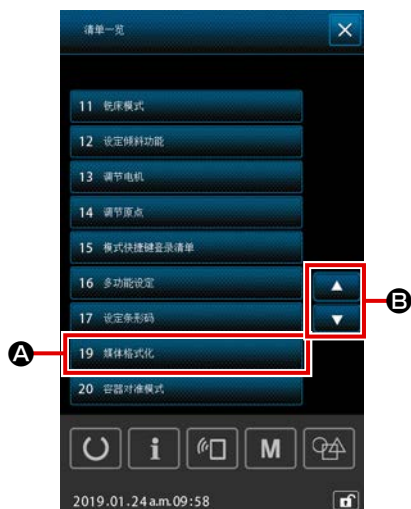 清单一览
11 铣床模式
12 设定倾斜功能
13 调节电机
14 调节原点
15 模式快捷键登录清单
16 多功能设定
17 设定条形码
19 媒体格式化
20 容器对准模式
A
B
i
M
2019.01.24a.m.09:58